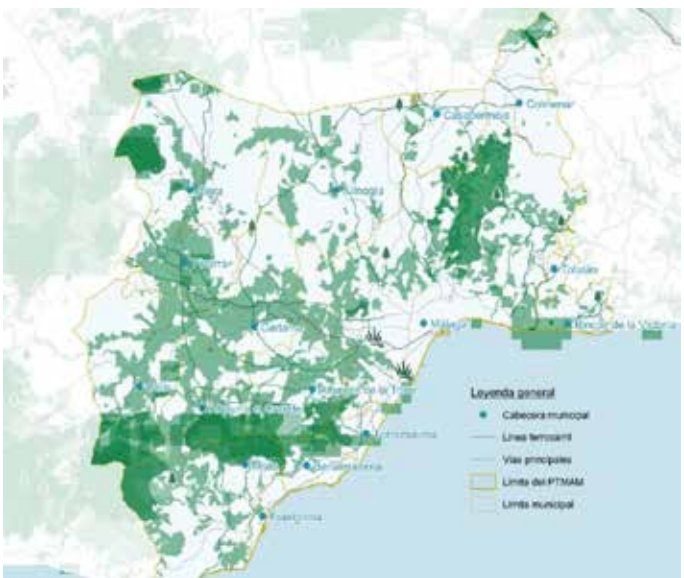 Colmenar
Casabermeja
Almogía
Totalán
Cártama
Málaga
Rincón de la Victoria
Torremolinos
Benalmádena
Fuengirola
Leyenda general
Cabecera municipal
Línea ferrocarril
Vías principales
Límite del PTMAM
Límite municipal